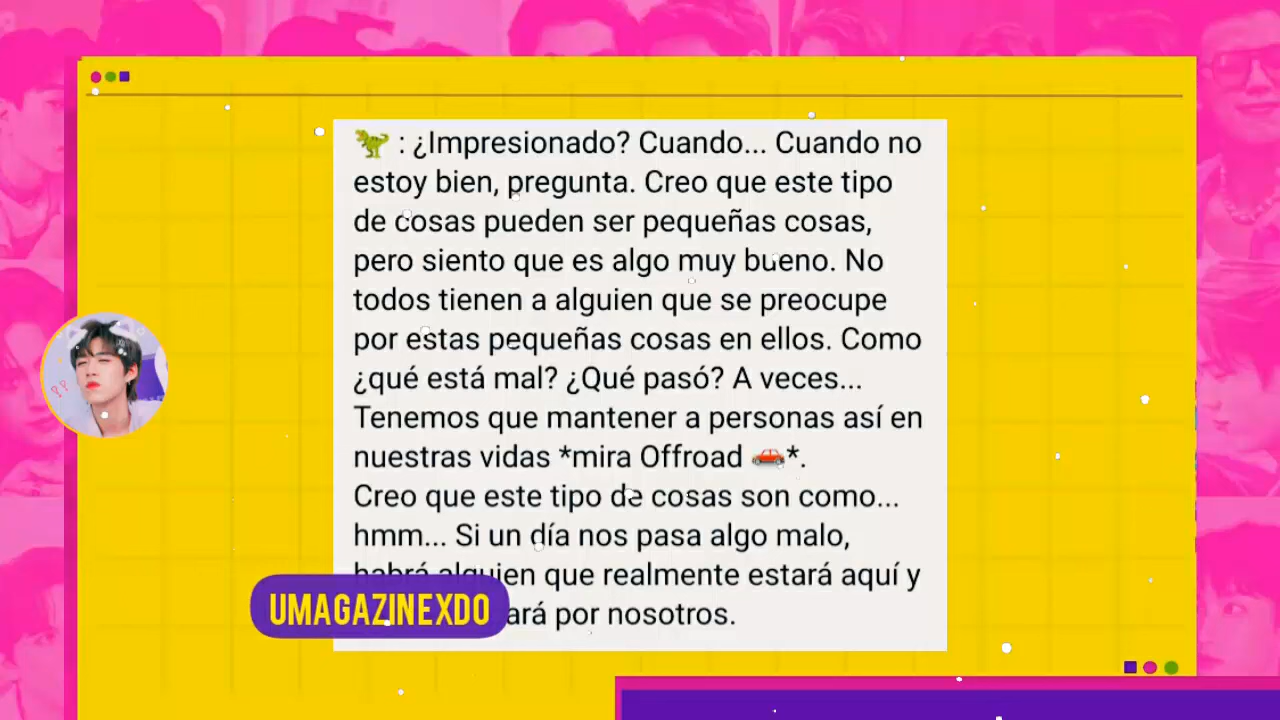 🦖 : ¿Impresionado? Cuando... Cuando no
estoy bien, pregunta. Creo que este tipo
de cosas pueden ser pequeñas cosas,
pero siento que es algo muy bueno. No
todos tienen a alguien que se preocupe
por estas pequeñas cosas en ellos. Como
¿qué está mal? ¿Qué pasó? A veces...
Tenemos que mantener a personas así en
nuestras vidas *mira Offroad 🚗*.
Creo que este tipo de cosas son como...
hmm... Si un día nos pasa algo malo,
habrá alguien que realmente estará aquí y
ará por nosotros.
UMAGAZINEXDO